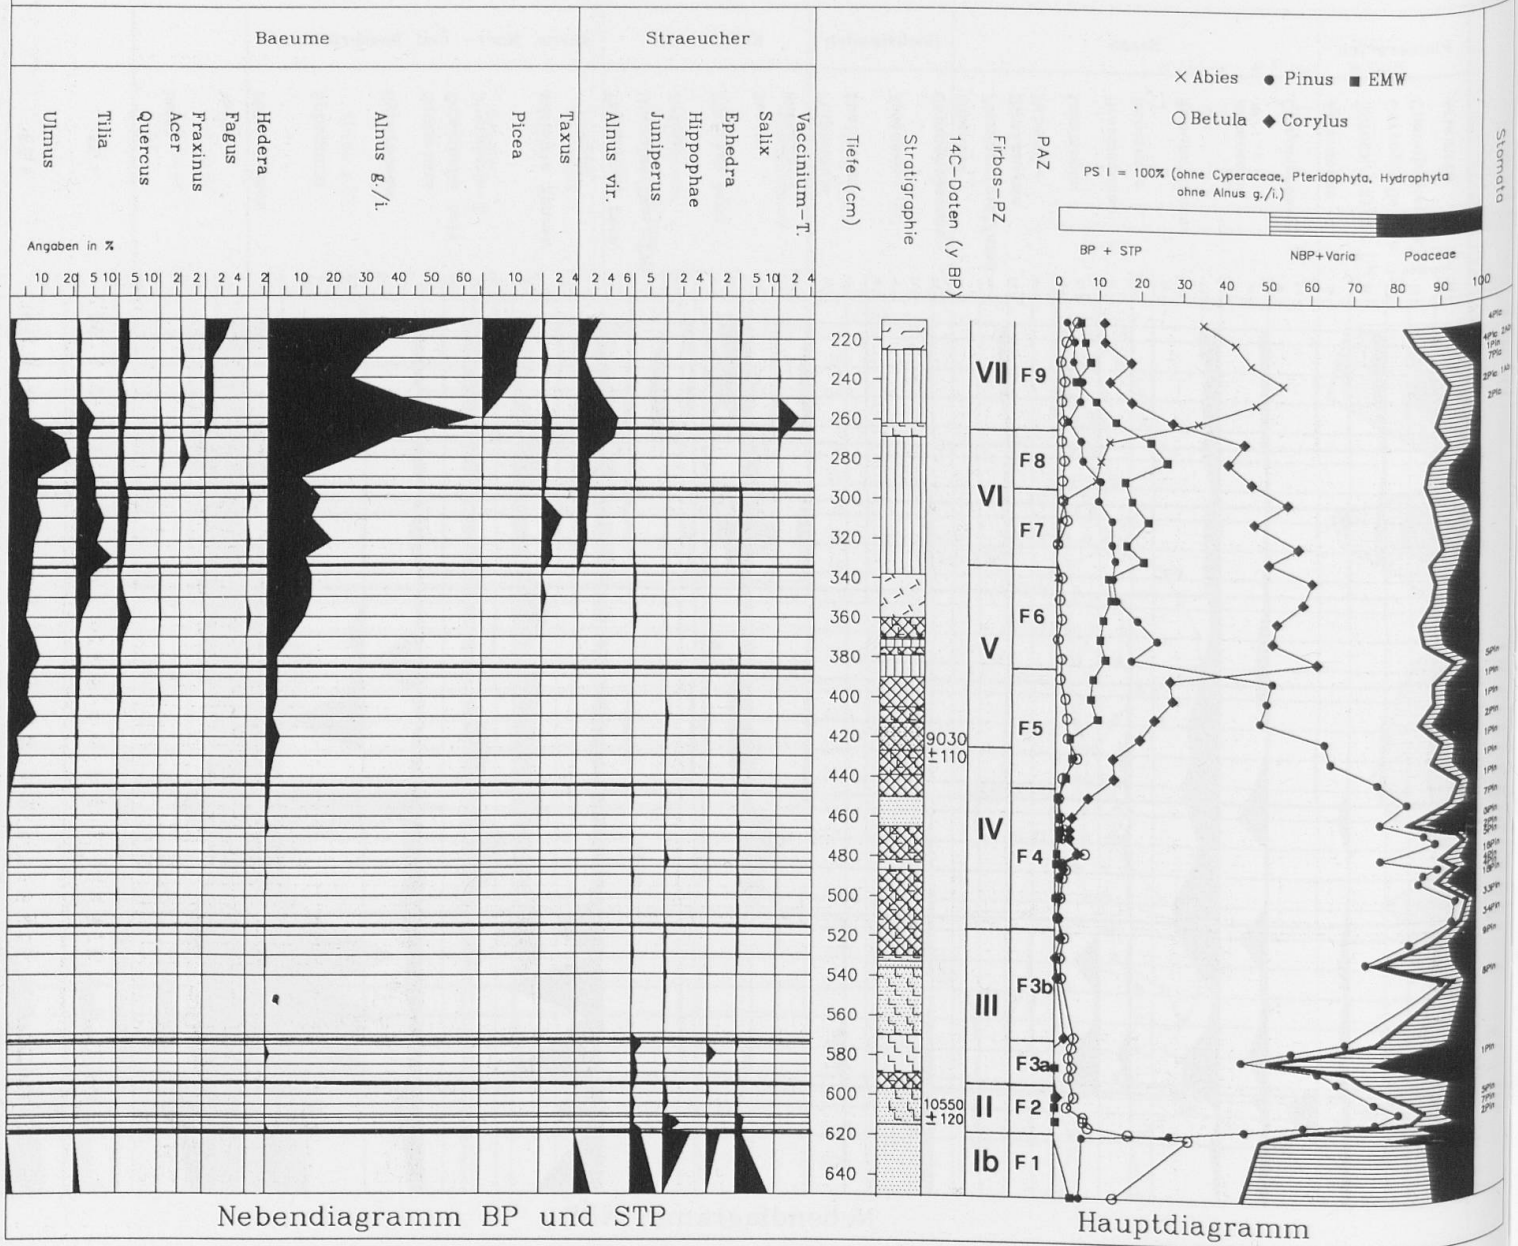 Baeume
Straeucher
× Abies ● Pinus ■ EMW
○ Betula ◆ Corylus
Ulmus
Tilia
Quercus
Acer
Fraxinus
Fagus
Hedera
Alnus g./i.
Picea
Taxus
Alnus vir.
Juniperus
Hippophae
Ephedra
Salix
Vaccinium-T.
Tiefe (cm)
Stratigraphie
14C-Daten (y BP)
Firbas-PZ
PAZ
Stomata
PS I = 100% (ohne Cyperaceae, Pteridophyta, Hydrophyta
ohne Alnus g./i.)
BP + STP
NBP+Varia
Poaceae
Angaben in %
10 20 5 10 5 10 2 2 2 4 2 10 20 30 40 50 60 10 2 4 2 4 6 5 2 4 2 5 10 2 4
0 10 20 30 40 50 60 70 80 90 100
220
240
260
280
300
320
340
360
380
400
420
440
460
480
500
520
540
560
580
600
620
640
9030
±110
10550
±120
VII
VI
V
IV
III
II
Ib
F9
F8
F7
F6
F5
F4
F3b
F3a
F2
F1
Nebendiagramm BP und STP
Hauptdiagramm